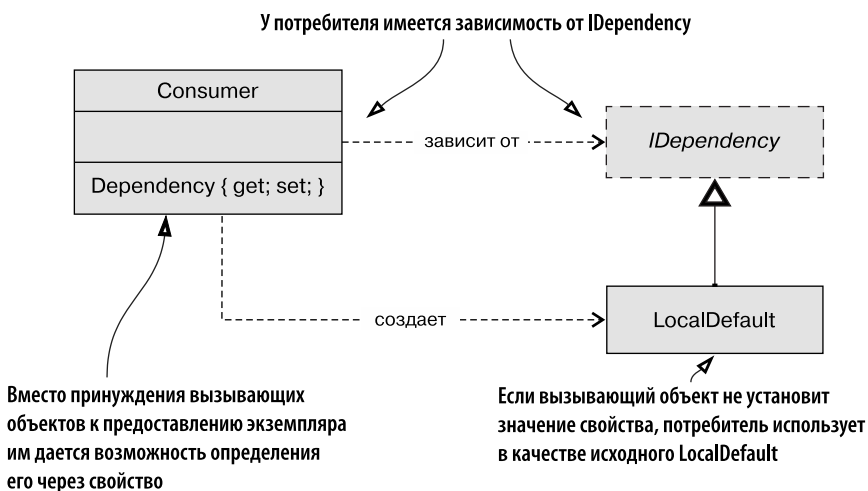 У потребителя имеется зависимость от IDependency
Consumer
зависит от
IDependency
Dependency { get; set; }
создает
LocalDefault
Вместо принуждения вызывающих
объектов к предоставлению экземпляра
им дается возможность определения
его через свойство
Если вызывающий объект не установит
значение свойства, потребитель использует
в качестве исходного LocalDefault